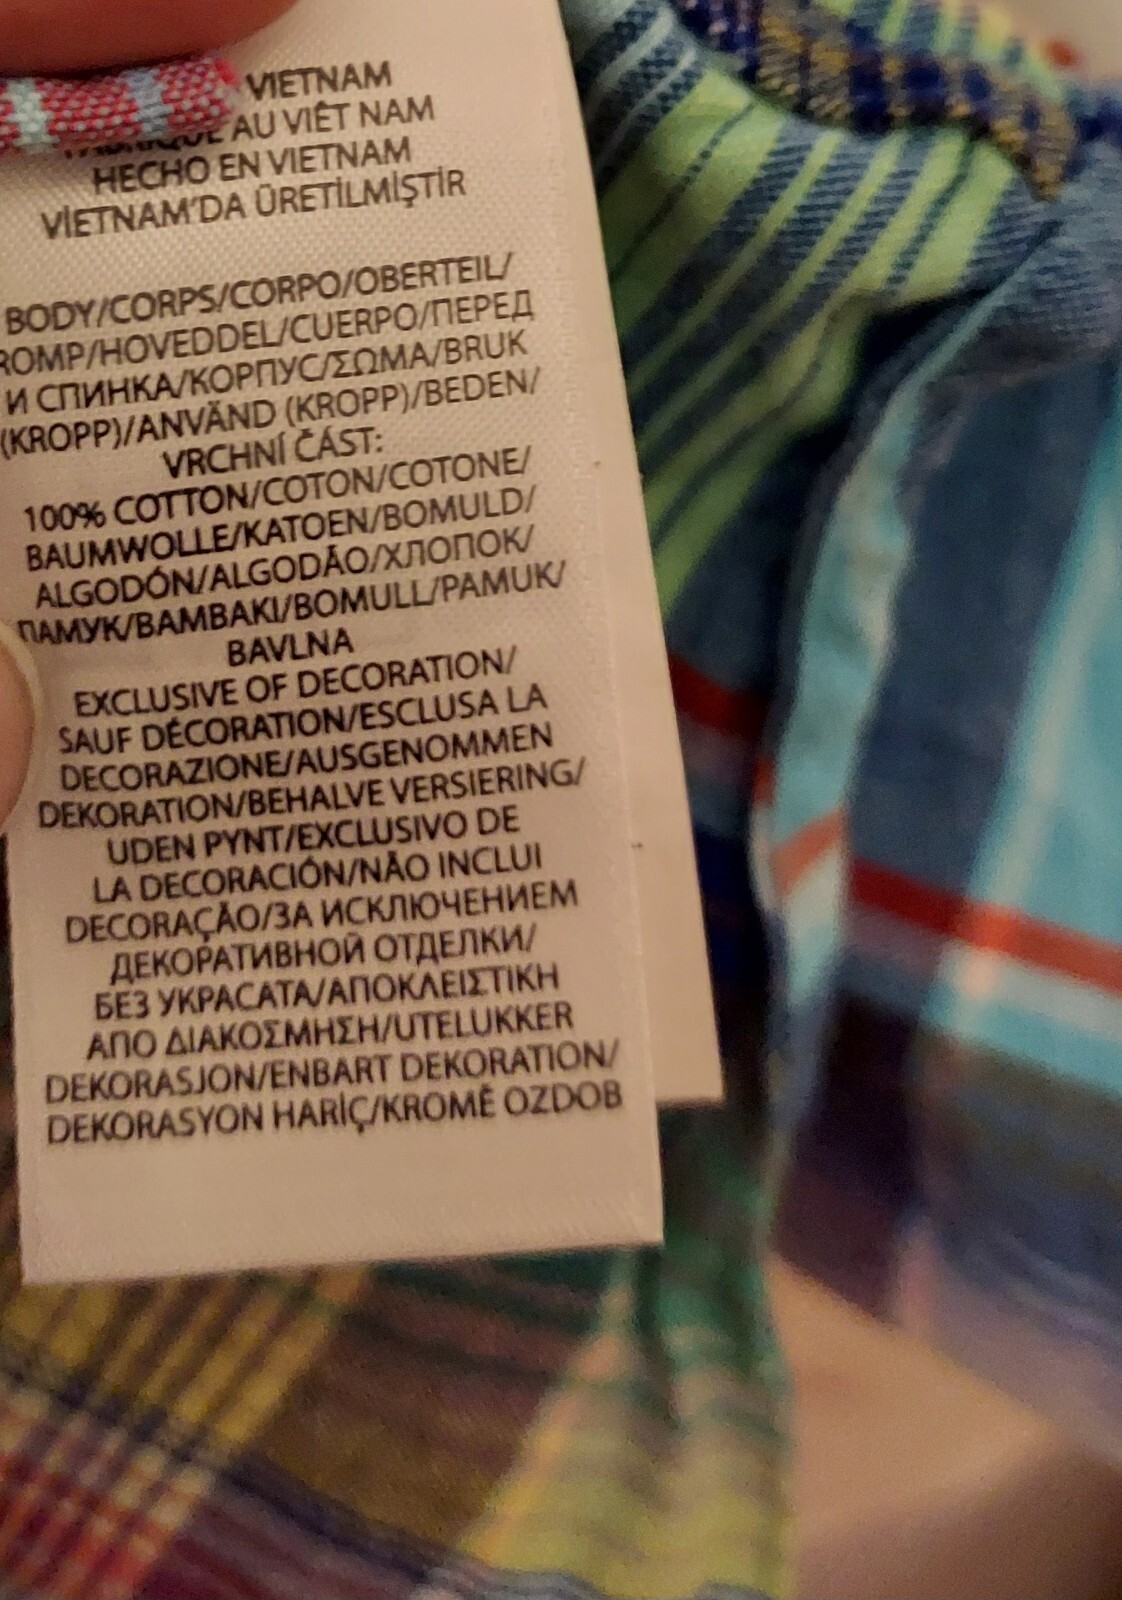 VIETNAM
FABRIQUÉ AU VIÊT NAM
HECHO EN VIETNAM
VİETNAM'DA ÜRETİLMİŞTİR
BODY/CORPS/CORPO/OBERTEIL/
ROMP/HOVEDDEL/CUERPO/ПЕРЕД
И СПИНКА/КОРПУС/ΣΩΜΑ/BRUK
(KROPP)/ANVÄND (KROPP)/BEDEN/
VRCHNÍ ČÁST:
100% COTTON/COTON/COTONE/
BAUMWOLLE/KATOEN/BOMULD/
ALGODÓN/ALGODÃO/ХЛОПОК/
ПАМУК/ΒΑΜΒΑΚΙ/BOMULL/PAMUK/
BAVLNA
EXCLUSIVE OF DECORATION/
SAUF DÉCORATION/ESCLUSA LA
DECORAZIONE/AUSGENOMMEN
DEKORATION/BEHALVE VERSIERING/
UDEN PYNT/EXCLUSIVO DE
LA DECORACIÓN/NÃO INCLUI
DECORAÇÃO/ЗА ИСКЛЮЧЕНИЕМ
ДЕКОРАТИВНОЙ ОТДЕЛКИ/
БЕЗ УКРАСАТА/ΑΠΟΚΛΕΙΣΤΙΚΗ
ΑΠΟ ΔΙΑΚΟΣΜΗΣΗ/UTELUKKER
DEKORASJON/ENBART DEKORATION/
DEKORASYON HARİÇ/KROMĚ OZDOB